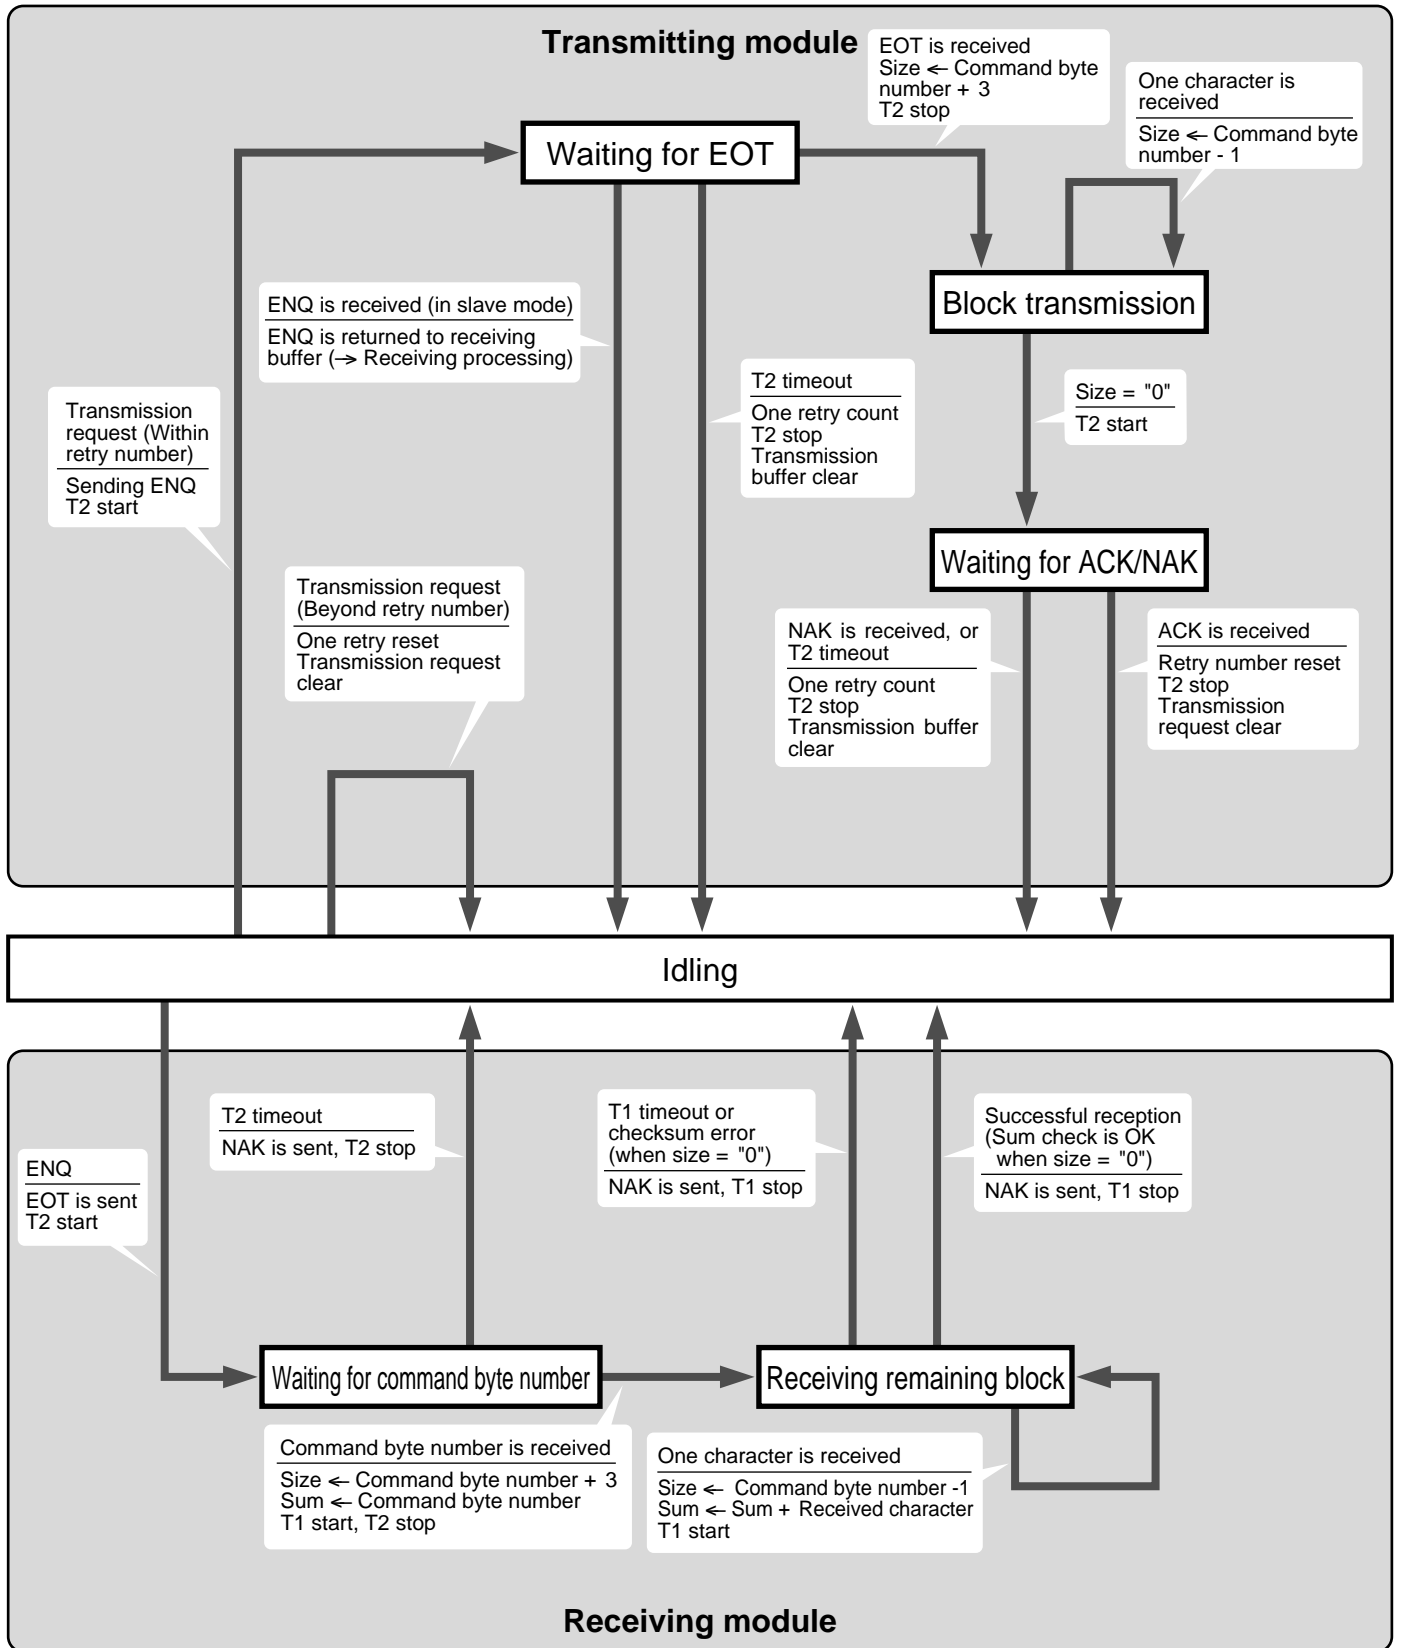 Transmitting module
EOT is received
Size ← Command byte
number + 3
T2 stop
One character is
received
Size ← Command byte
number - 1
Waiting for EOT
Block transmission
ENQ is received (in slave mode)
ENQ is returned to receiving
buffer (→ Receiving processing)
T2 timeout
One retry count
T2 stop
Transmission
buffer clear
Size = "0"
T2 start
Transmission
request (Within
retry number)
Sending ENQ
T2 start
Waiting for ACK/NAK
Transmission request
(Beyond retry number)
One retry reset
Transmission request
clear
NAK is received, or
T2 timeout
One retry count
T2 stop
Transmission buffer
clear
ACK is received
Retry number reset
T2 stop
Transmission
request clear
Idling
T2 timeout
NAK is sent, T2 stop
T1 timeout or
checksum error
(when size = "0")
NAK is sent, T1 stop
Successful reception
(Sum check is OK
when size = "0")
NAK is sent, T1 stop
ENQ
EOT is sent
T2 start
Waiting for command byte number
Receiving remaining block
Command byte number is received
Size ← Command byte number + 3
Sum ← Command byte number
T1 start, T2 stop
One character is received
Size ← Command byte number -1
Sum ← Sum + Received character
T1 start
Receiving module